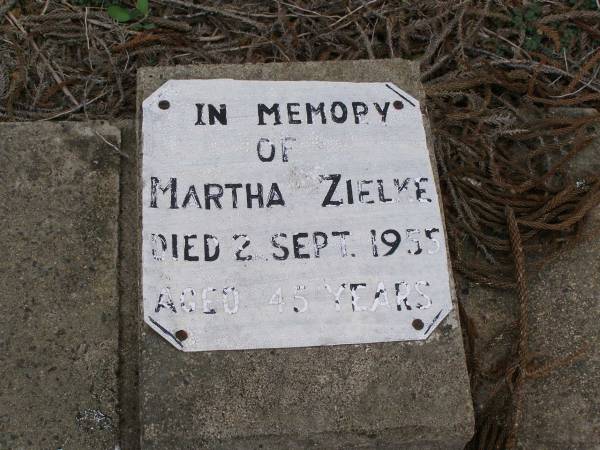 IN MEMORY
OF
MARTHA ZIELKE
DIED 2 SEPT. 1955
AGED 45 YEARS